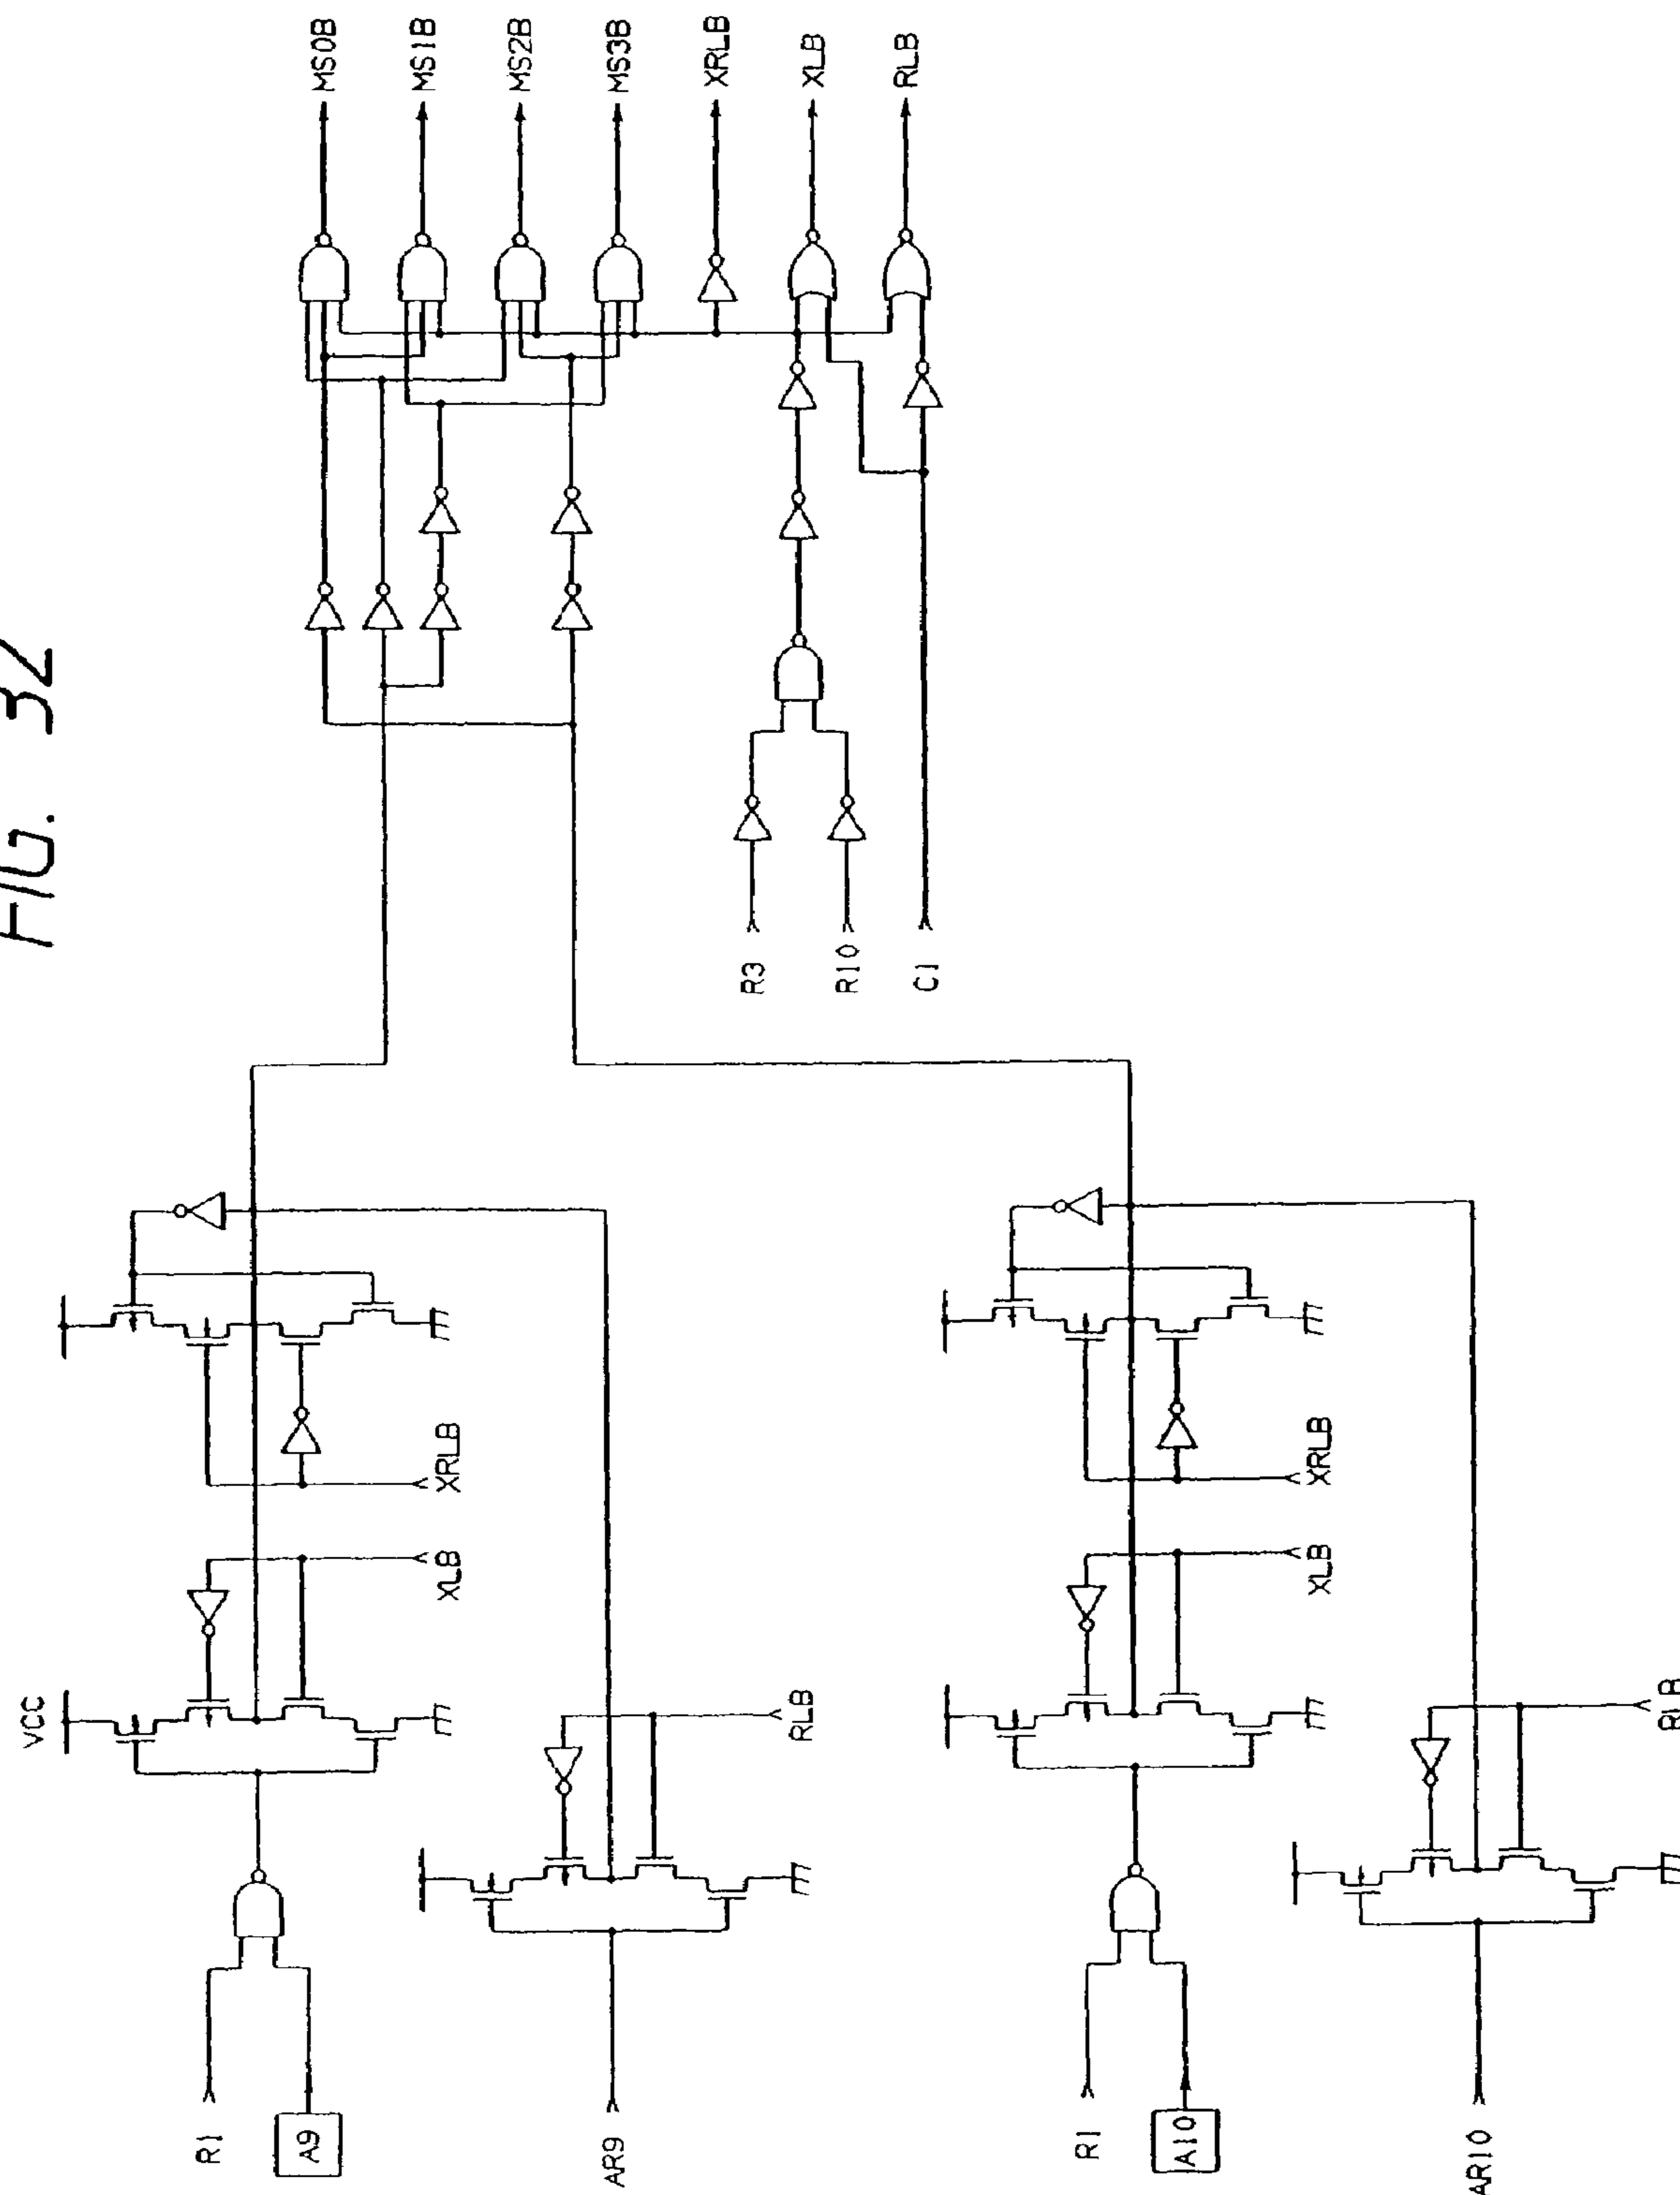 FIG. 32
MS0B
MS1B
MS2B
MS3B
XRLB
XLB
RLB
R3
R10
C1
VCC
XLB
XRLB
R1
A9
RLB
AR9
XLB
XRLB
R1
A10
RLB
AR10